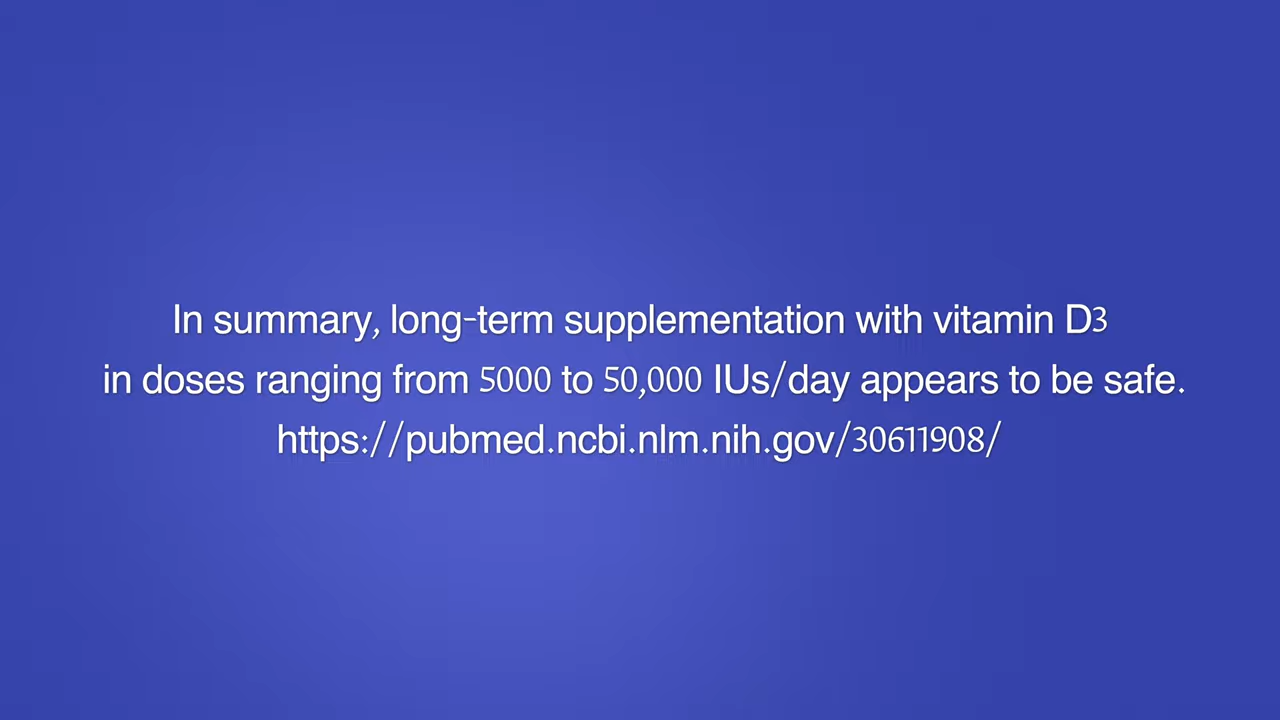 In summary, long-term supplementation with vitamin D3
in doses ranging from 5000 to 50,000 IUs/day appears to be safe.
https://pubmed.ncbi.nlm.nih.gov/30611908/